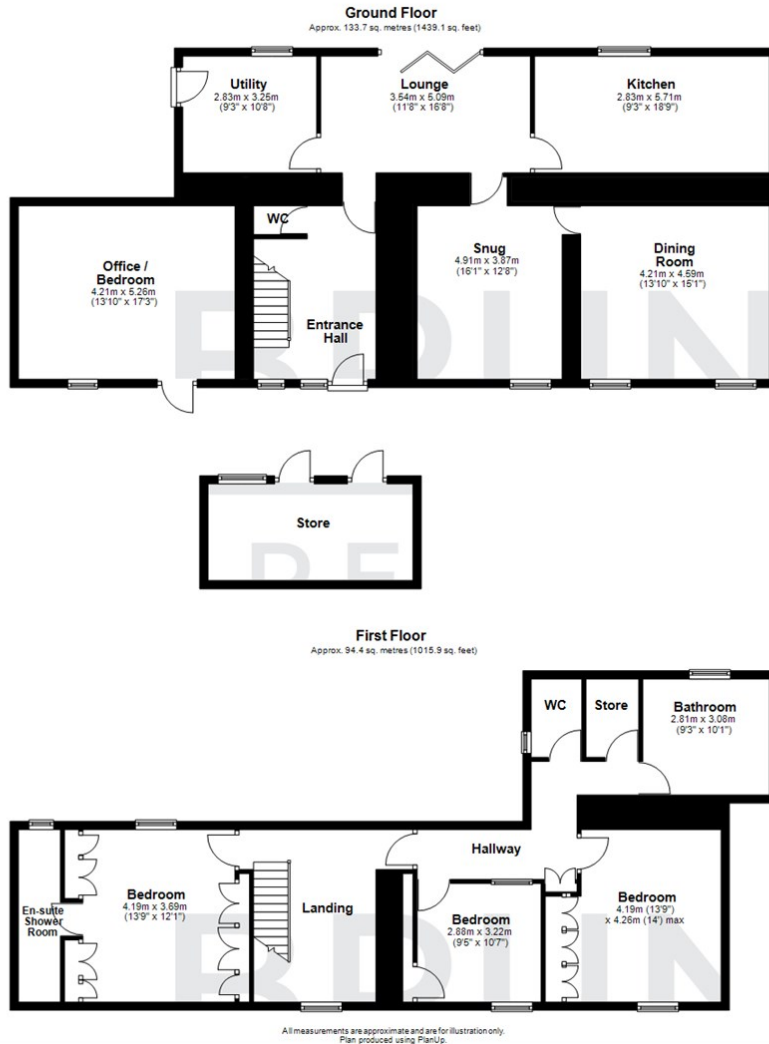 Ground Floor
Approx. 133.7 sq. metres (1439.1 sq. feet)
Utility
2.83m x 3.25m
(9'3" x 10'8")
Lounge
3.54m x 5.09m
(11'8" x 16'8")
Kitchen
2.83m x 5.71m
(9'3" x 18'9")
WC
Office /
Bedroom
4.21m x 5.26m
(13'10" x 17'3")
Entrance
Hall
Snug
4.91m x 3.87m
(16'1" x 12'8")
Dining
Room
4.21m x 4.59m
(13'10" x 15'1")
Store
First Floor
Approx. 94.4 sq. metres (1015.9 sq. feet)
WC
Store
Bathroom
2.81m x 3.08m
(9'3" x 10'1")
Hallway
En-suite
Shower
Room
Bedroom
4.19m x 3.69m
(13'9" x 12'1")
Landing
Bedroom
2.88m x 3.22m
(9'5" x 10'7")
Bedroom
4.19m (13'9")
x 4.26m (14') max
All measurements are approximate and are for illustration only.
Plan produced using PlanUp.